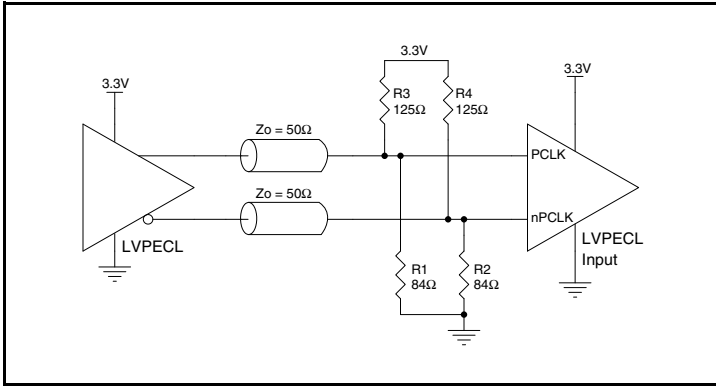 3.3V
3.3V
3.3V
R3
125Ω
R4
125Ω
Zo = 50Ω
PCLK
Zo = 50Ω
nPCLK
LVPECL
LVPECL
Input
R1
84Ω
R2
84Ω